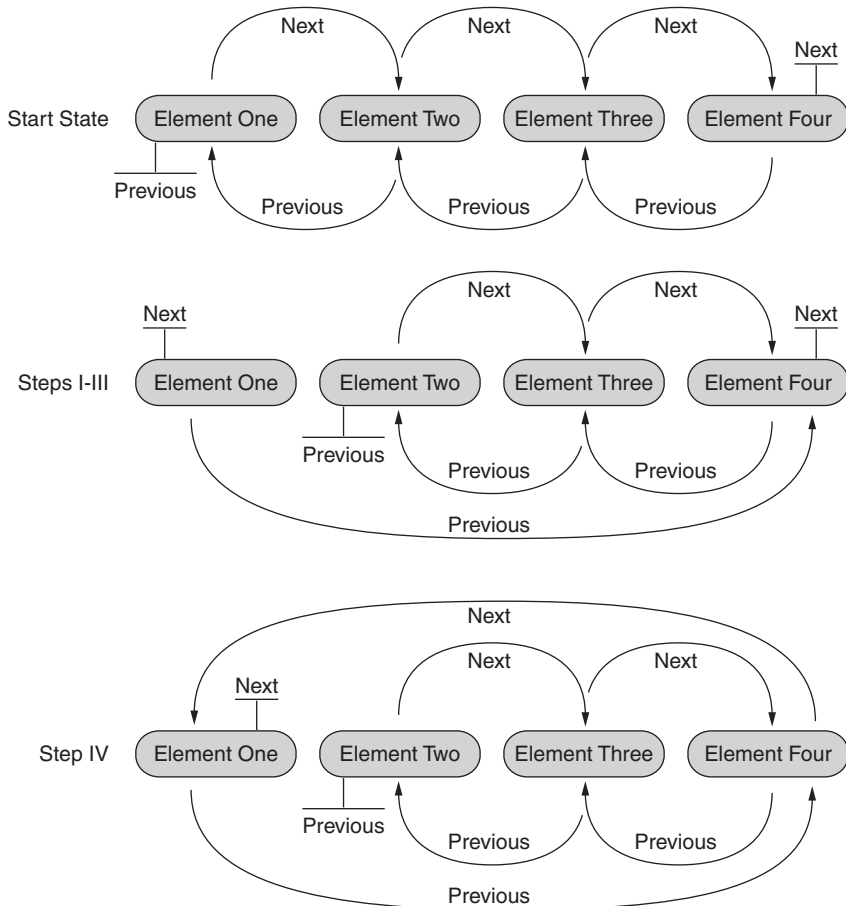 Next Next Next
Next
Start State Element One Element Two Element Three Element Four
Previous
Previous Previous Previous
Next Next
Next Next
Steps I-III Element One Element Two Element Three Element Four
Previous
Previous Previous
Previous
Next
Next Next
Next
Step IV Element One Element Two Element Three Element Four
Previous
Previous Previous
Previous